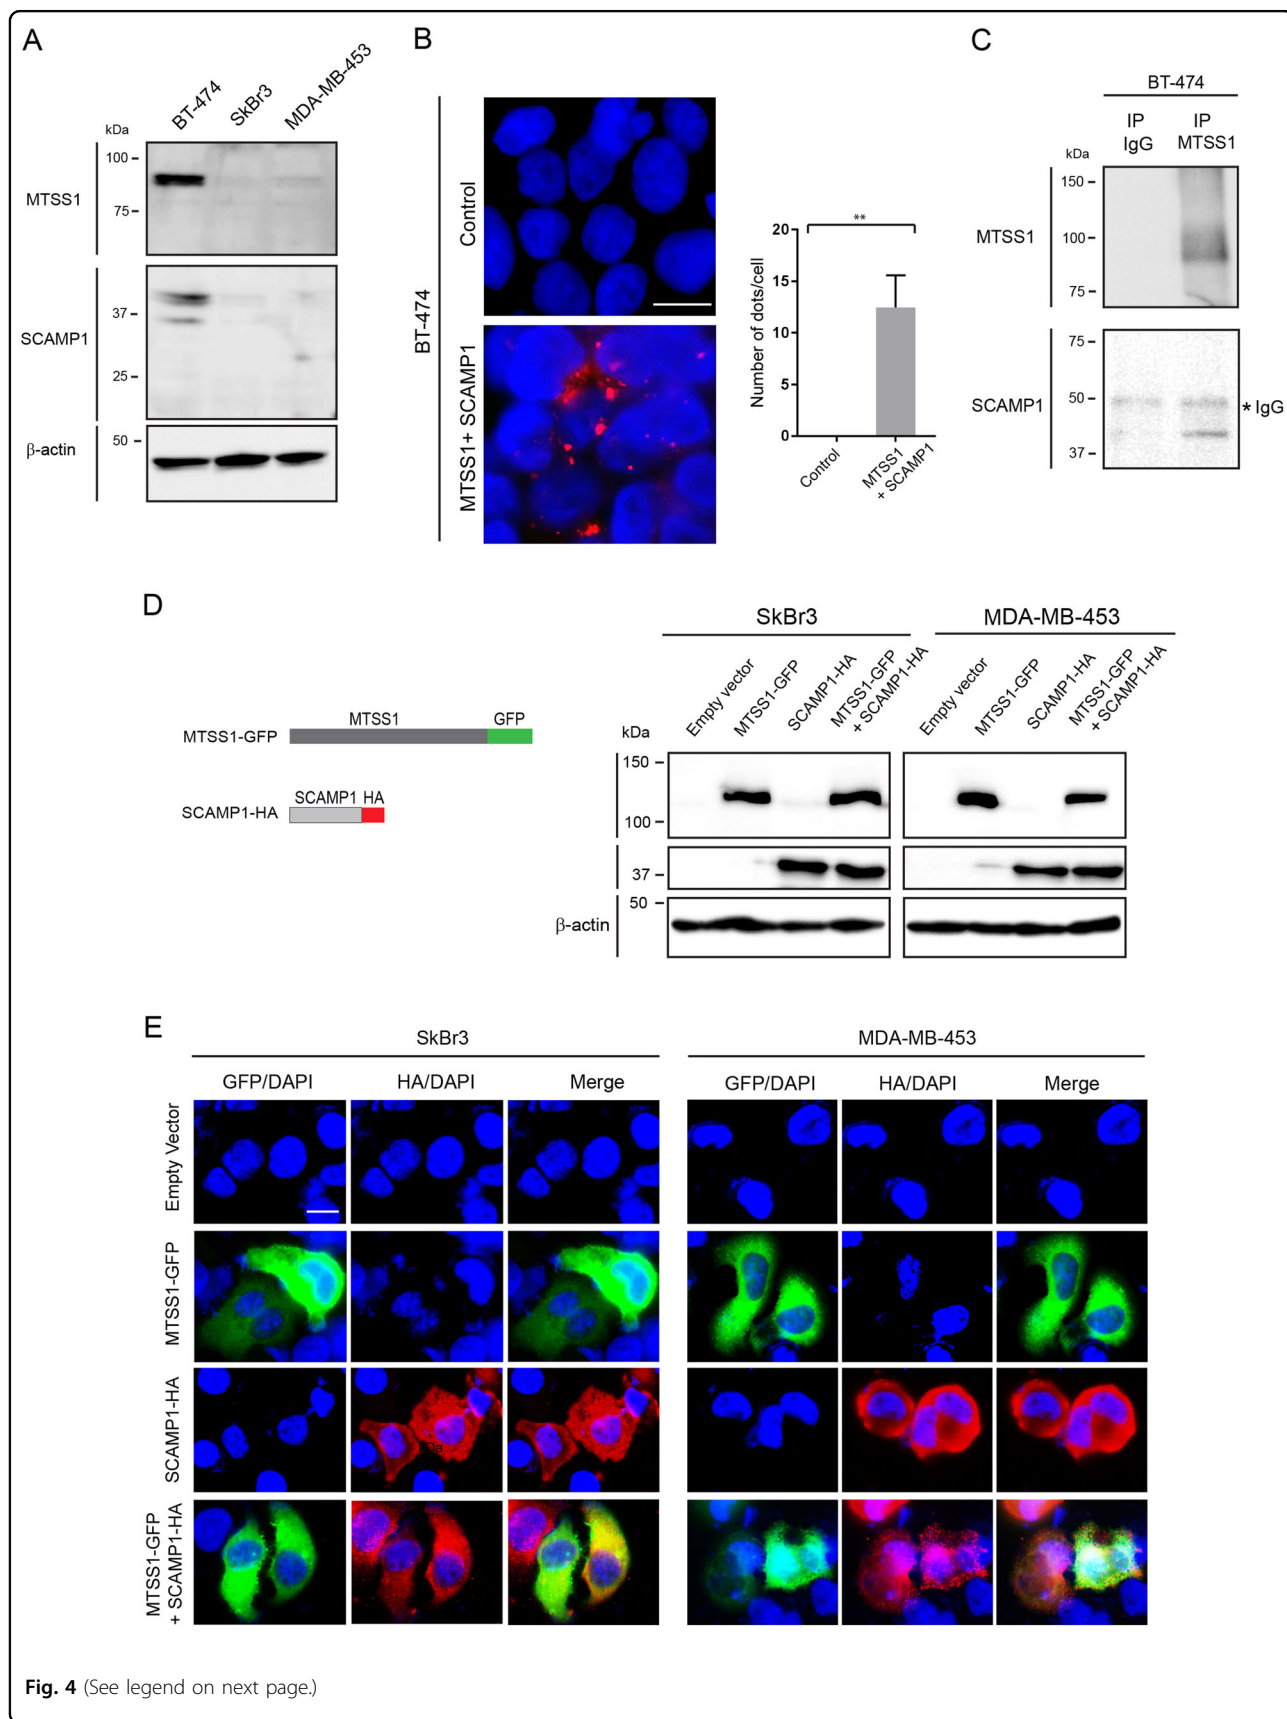 A
BT-474 SkBr3 MDA-MB-453
kDa
100
MTSS1
75
37
SCAMP1
25
50
β-actin
B
BT-474
Control
MTSS1+ SCAMP1
**
Number of dots/cell
20
15
10
5
0
Control
MTSS1
+ SCAMP1
C
BT-474
IP IP
IgG MTSS1
kDa
150
MTSS1
100
75
75
SCAMP1
50
* IgG
37
D
MTSS1 GFP
MTSS1-GFP
SCAMP1 HA
SCAMP1-HA
SkBr3 MDA-MB-453
Empty vector MTSS1-GFP SCAMP1-HA MTSS1-GFP
+ SCAMP1-HA
Empty vector MTSS1-GFP SCAMP1-HA MTSS1-GFP
+ SCAMP1-HA
kDa
150
100
37
50
β-actin
E
SkBr3 MDA-MB-453
GFP/DAPI HA/DAPI Merge GFP/DAPI HA/DAPI Merge
Empty Vector
MTSS1-GFP
SCAMP1-HA
MTSS1-GFP
+ SCAMP1-HA
Fig. 4 (See legend on next page.)